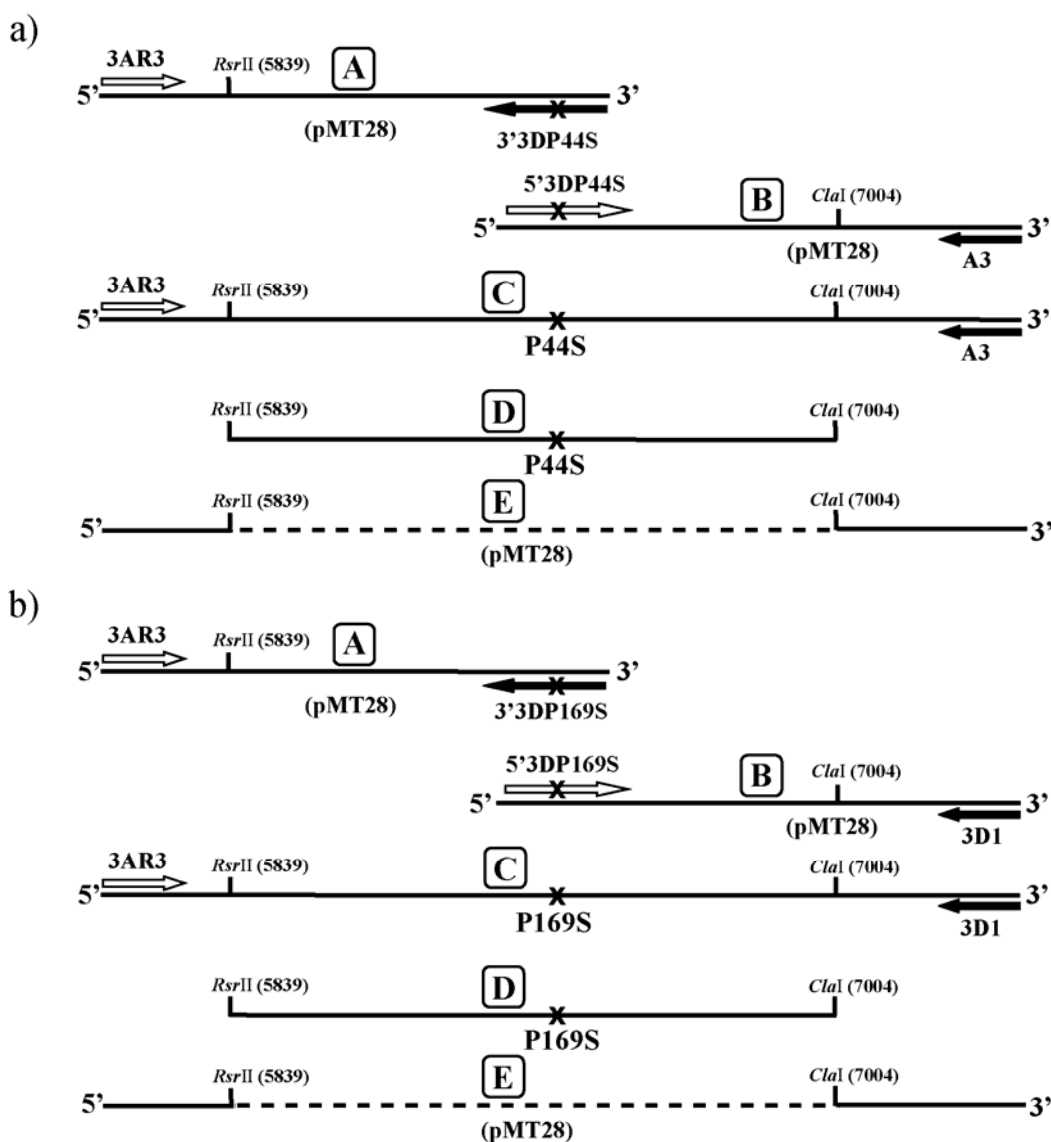 a)
3AR3 RsrII (5839) A
5’ 3’
(pMT28)
3’3DP44S
5’3DP44S B ClaI (7004)
5’ 3’
(pMT28) A3
3AR3 RsrII (5839) C ClaI (7004)
5’ X 3’
P44S A3
RsrII (5839) D ClaI (7004)
X
P44S
RsrII (5839) E ClaI (7004)
5’ 3’
(pMT28)
b)
3AR3 RsrII (5839) A
5’ 3’
(pMT28) X
3’3DP169S
5’3DP169S B ClaI (7004)
5’ X 3’
(pMT28) 3D1
3AR3 RsrII (5839) C ClaI (7004)
5’ X 3’
P169S 3D1
RsrII (5839) D ClaI (7004)
X
P169S
RsrII (5839) E ClaI (7004)
5’ 3’
(pMT28)